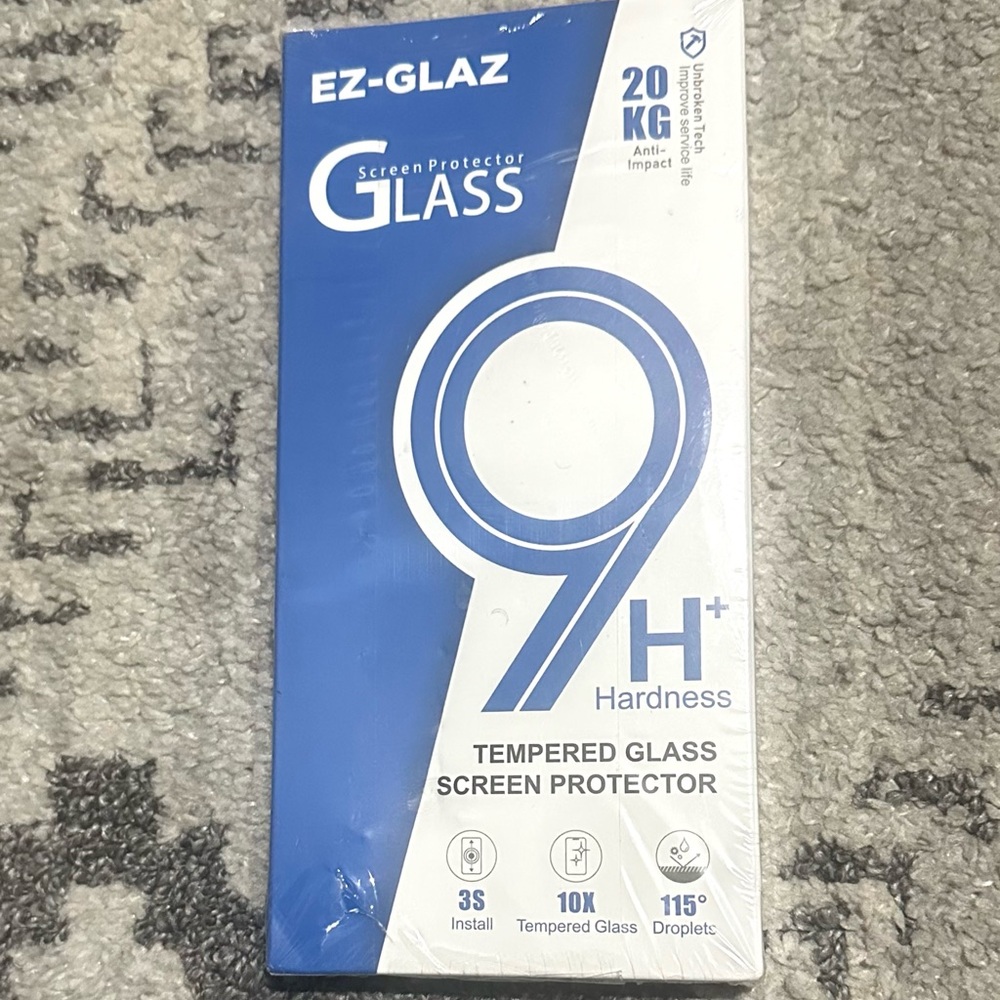 EZ-GLAZ
Screen Protector
GLASS
20
KG
Anti-
Impact
Unbroken Tech
Improve service life
9
H+
Hardness
TEMPERED GLASS
SCREEN PROTECTOR
3S
Install
10X
Tempered Glass
115°
Droplets